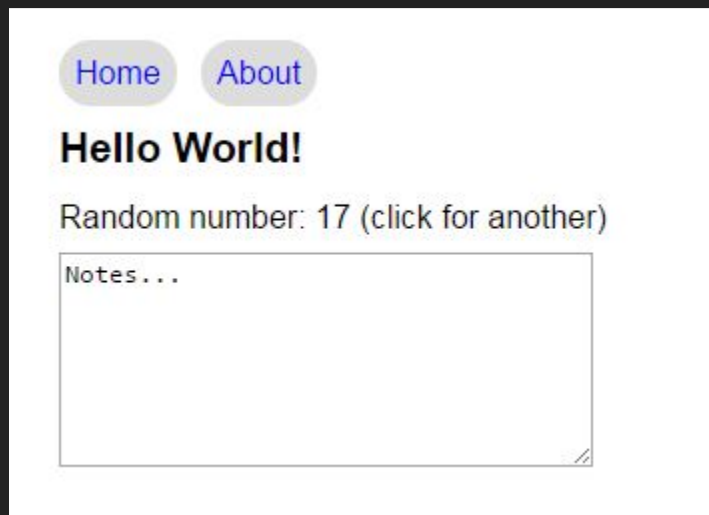 Home About
Hello World!
Random number: 17 (click for another)
Notes...